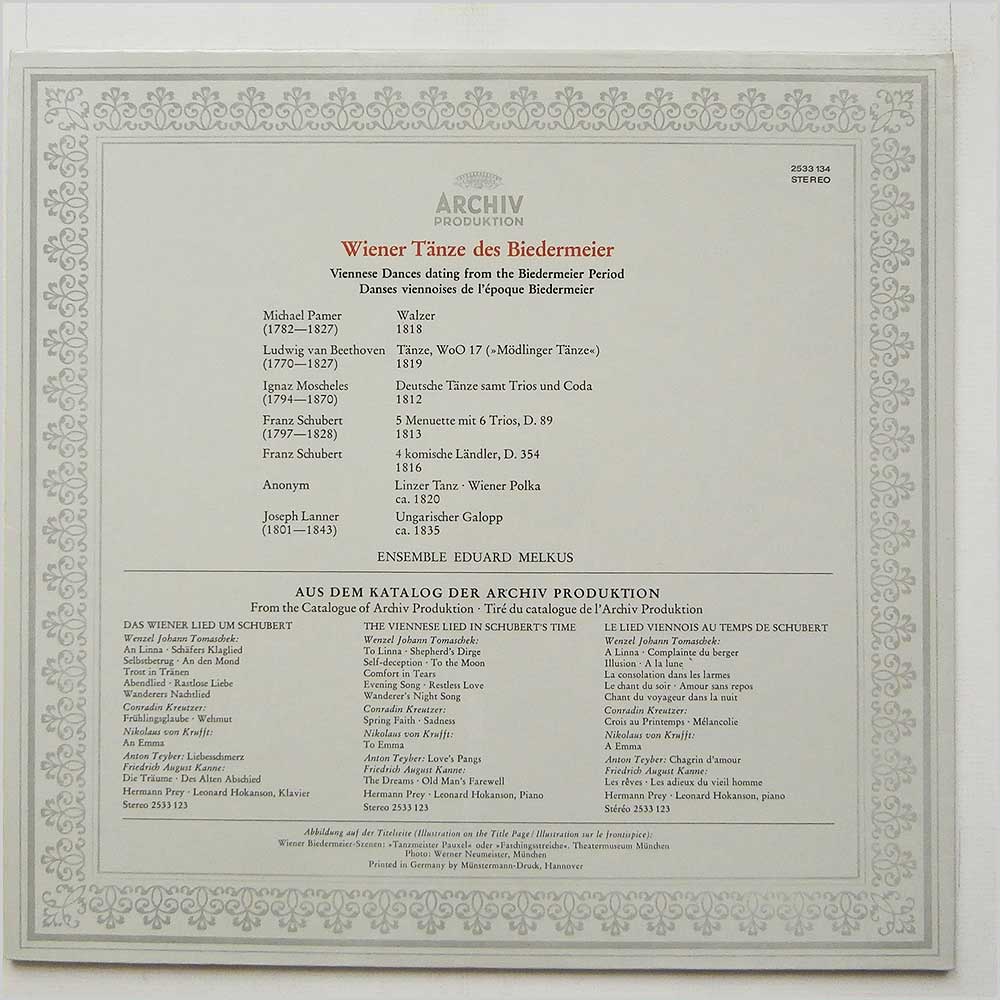 2533 134
STEREO
ARCHIV
PRODUKTION
Wiener Tänze des Biedermeier
Viennese Dances dating from the Biedermeier Period
Danses viennoises de l'époque Biedermeier
Michael Pamer Walzer
(1782—1827) 1818
Ludwig van Beethoven Tänze, WoO 17 (»Mödlinger Tänze«)
(1770—1827) 1819
Ignaz Moscheles Deutsche Tänze samt Trios und Coda
(1794—1870) 1812
Franz Schubert 5 Menuette mit 6 Trios, D. 89
(1797—1828) 1813
Franz Schubert 4 komische Ländler, D. 354
1816
Anonym Linzer Tanz · Wiener Polka
ca. 1820
Joseph Lanner Ungarischer Galopp
(1801—1843) ca. 1835
ENSEMBLE EDUARD MELKUS
AUS DEM KATALOG DER ARCHIV PRODUKTION
From the Catalogue of Archiv Produktion · Tiré du catalogue de l'Archiv Produktion
DAS WIENER LIED UM SCHUBERT
Wenzel Johann Tomaschek:
An Linna · Schäfers Klaglied
Selbstbetrug · An den Mond
Trost in Tränen
Abendlied · Rastlose Liebe
Wanderers Nachtlied
Conradin Kreutzer:
Frühlingsglaube · Wehmut
Nikolaus von Krufft:
An Emma
Anton Teyber: Liebesschmerz
Friedrich August Kanne:
Die Träume · Des Alten Abschied
Hermann Prey · Leonard Hokanson, Klavier
Stereo 2533 123
THE VIENNESE LIED IN SCHUBERT'S TIME
Wenzel Johann Tomaschek:
To Linna · Shepherd's Dirge
Self-deception · To the Moon
Comfort in Tears
Evening Song · Restless Love
Wanderer's Night Song
Conradin Kreutzer:
Spring Faith · Sadness
Nikolaus von Krufft:
To Emma
Anton Teyber: Love's Pangs
Friedrich August Kanne:
The Dreams · Old Man's Farewell
Hermann Prey · Leonard Hokanson, Piano
Stereo 2533 123
LE LIED VIENNOIS AU TEMPS DE SCHUBERT
Wenzel Johann Tomaschek:
A Linna · Complainte du berger
Illusion · A la lune
La consolation dans les larmes
Le chant du soir · Amour sans repos
Chant du voyageur dans la nuit
Conradin Kreutzer:
Crois au Printemps · Mélancolie
Nikolaus von Krufft:
A Emma
Anton Teyber: Chagrin d'amour
Friedrich August Kanne:
Les rêves · Les adieux du vieil homme
Hermann Prey · Leonard Hokanson, piano
Stéréo 2533 123
Abbildung auf der Titelseite (Illustration on the Title Page/Illustration sur le frontispice):
Wiener Biedermeier-Szenen: »Tanzmeister Pauxel« oder »Faschingsstreiche«. Theatermuseum München
Photo: Werner Neumeister, München
Printed in Germany by Münstermann-Druck, Hannover